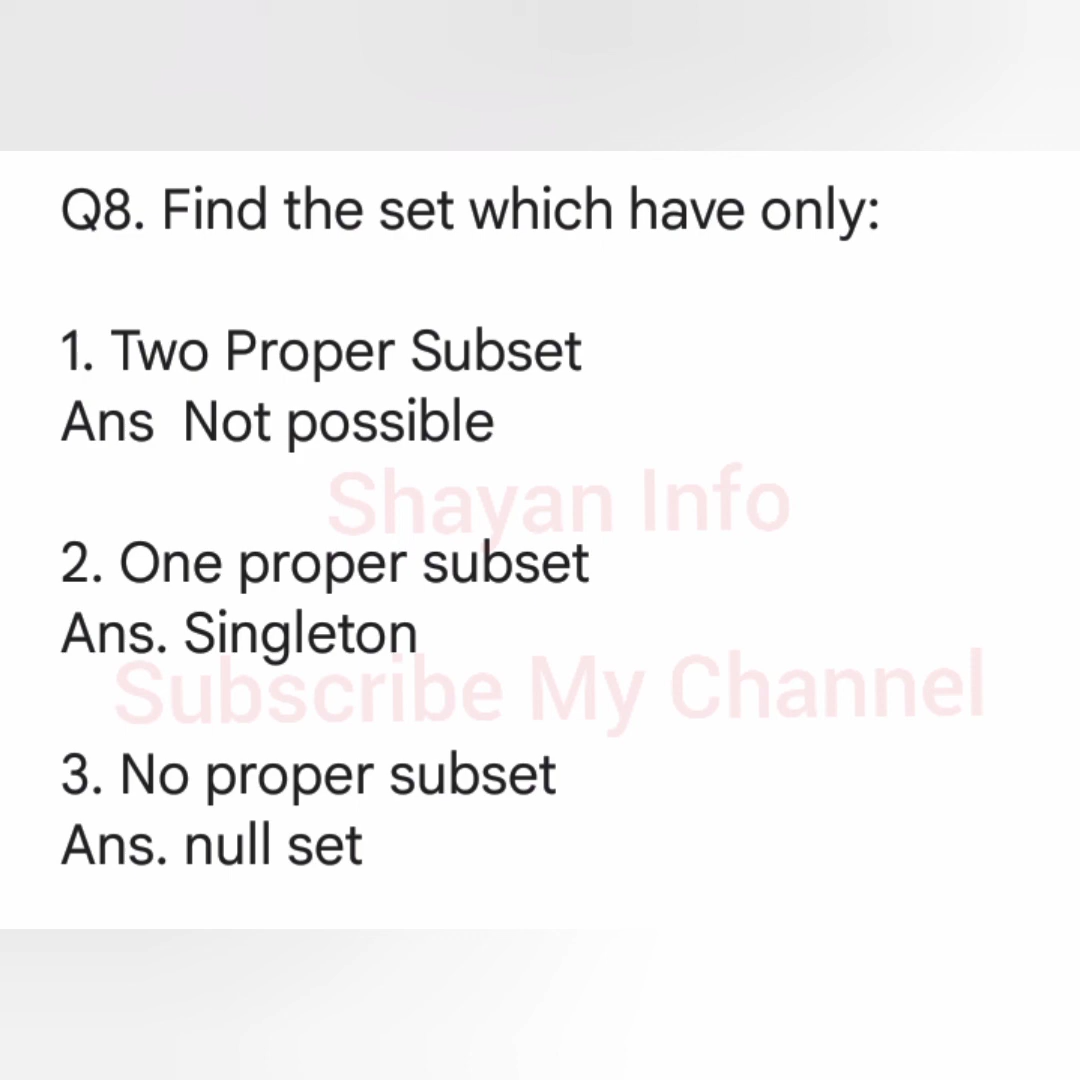 Q8. Find the set which have only:
1. Two Proper Subset
Ans Not possible
Shayan Info
2. One proper subset
Ans. Singleton
Subscribe My Channel
3. No proper subset
Ans. null set